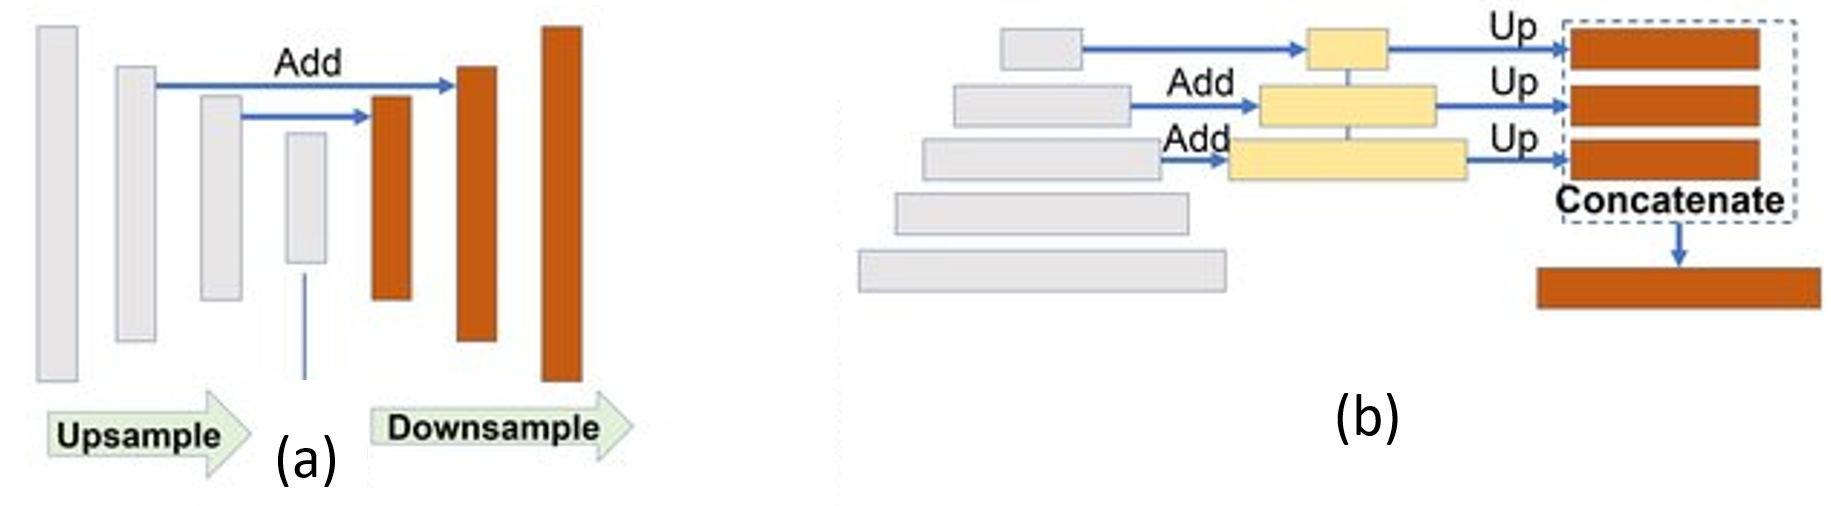 Add
Upsample
(a)
Downsample
Up
Add
Up
Add
Up
Concatenate
(b)